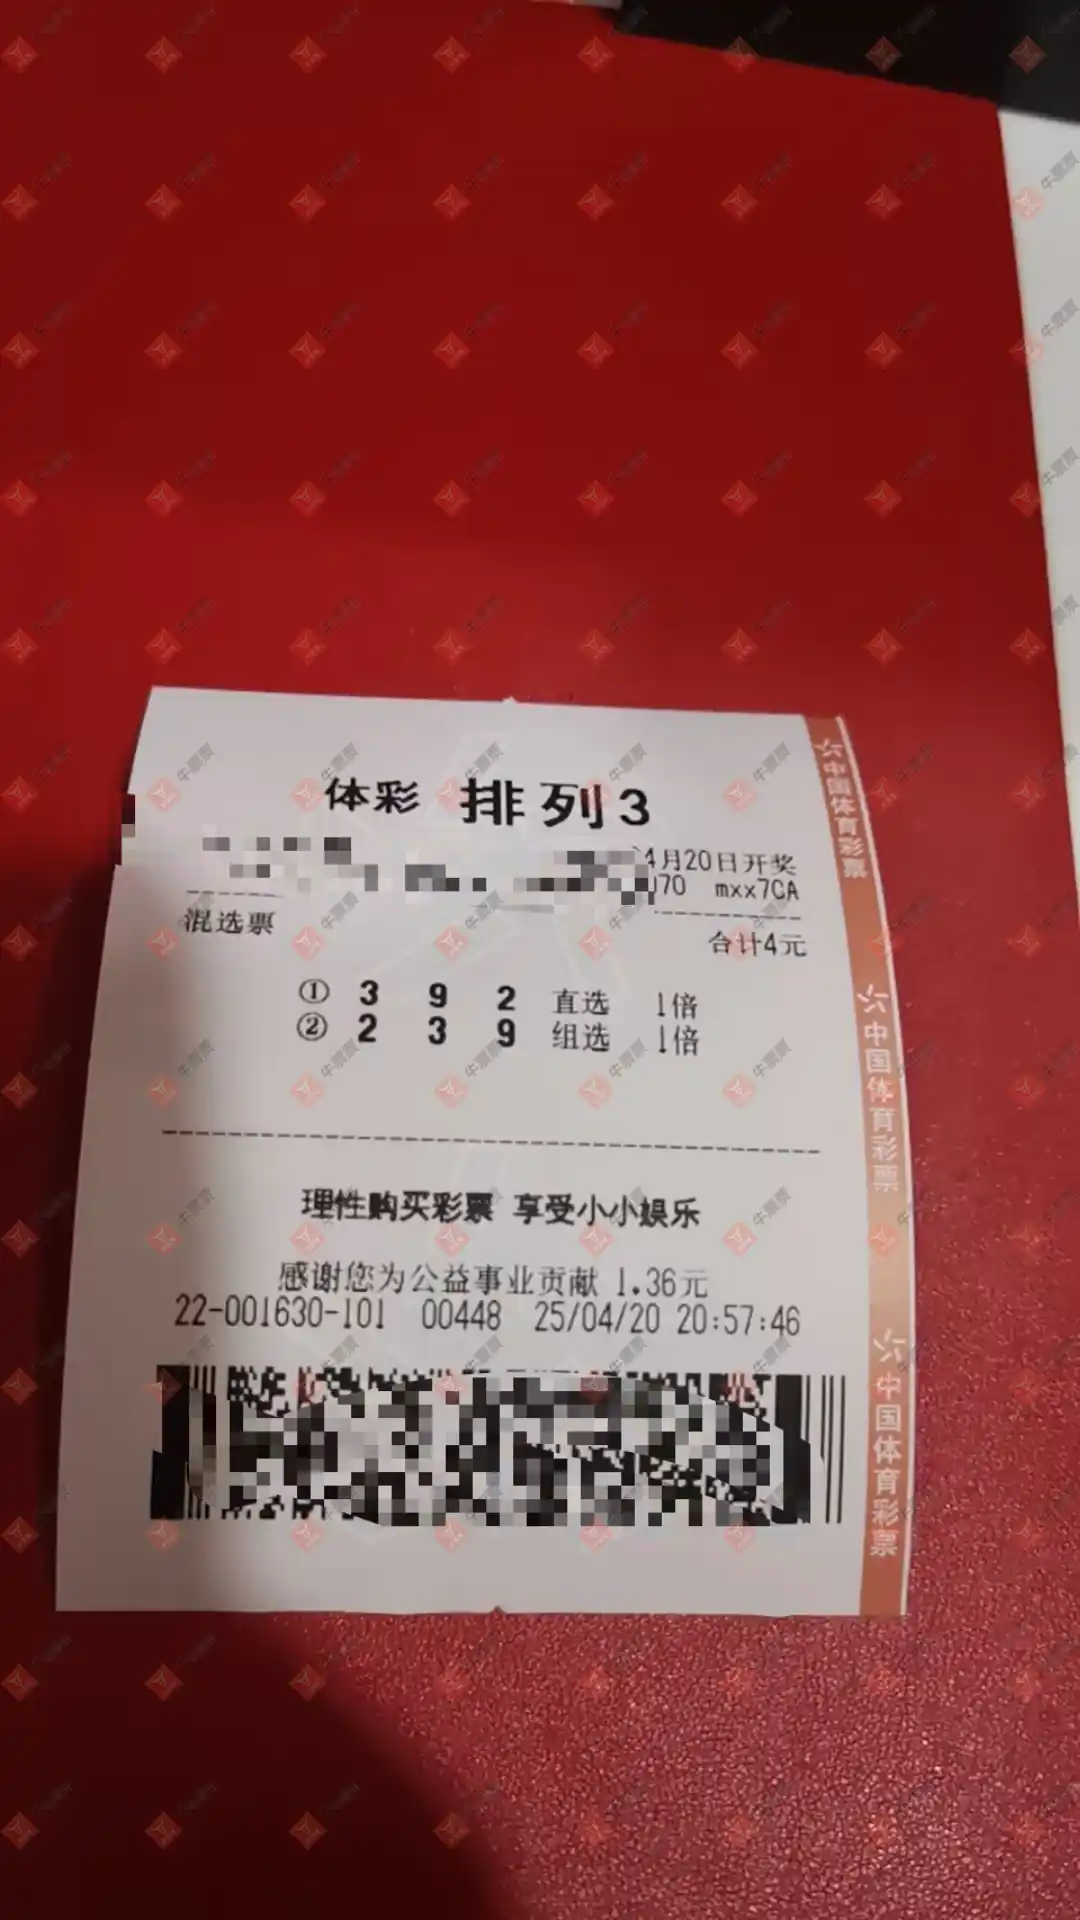 体彩 排列3
4月20日开奖
70 mxx7CA
混选票
合计4元
① 3 9 2 直选 1倍
② 2 3 9 组选 1倍
理性购买彩票 享受小小娱乐
感谢您为公益事业贡献 1.36元
22-001630-101 00448 25/04/20 20:57:46
中国体育彩票
中国体育彩票
中国体育彩票
牛票票